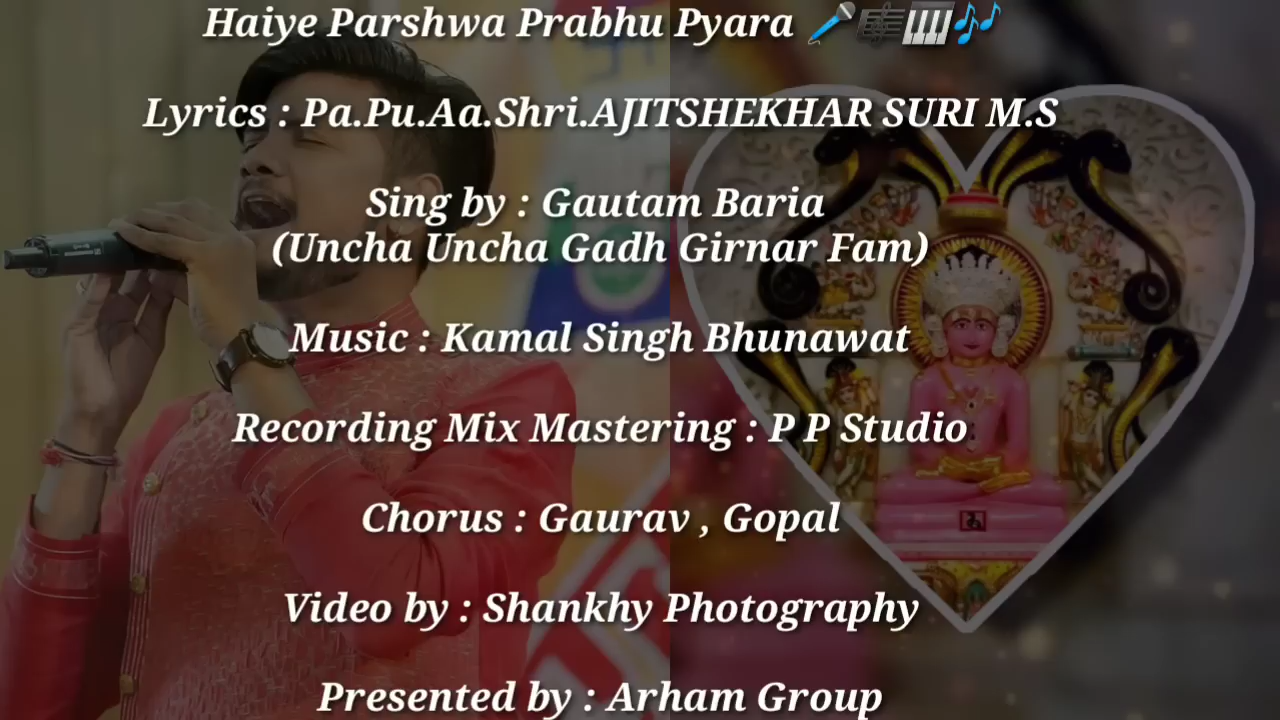 Haiye Parshwa Prabhu Pyara 🎤🎼🎹🎶
Lyrics : Pa.Pu.Aa.Shri.AJITSHEKHAR SURI M.S
Sing by : Gautam Baria
(Uncha Uncha Gadh Girnar Fam)
Music : Kamal Singh Bhunawat
Recording Mix Mastering : P P Studio
Chorus : Gaurav , Gopal
Video by : Shankhy Photography
Presented by : Arham Group